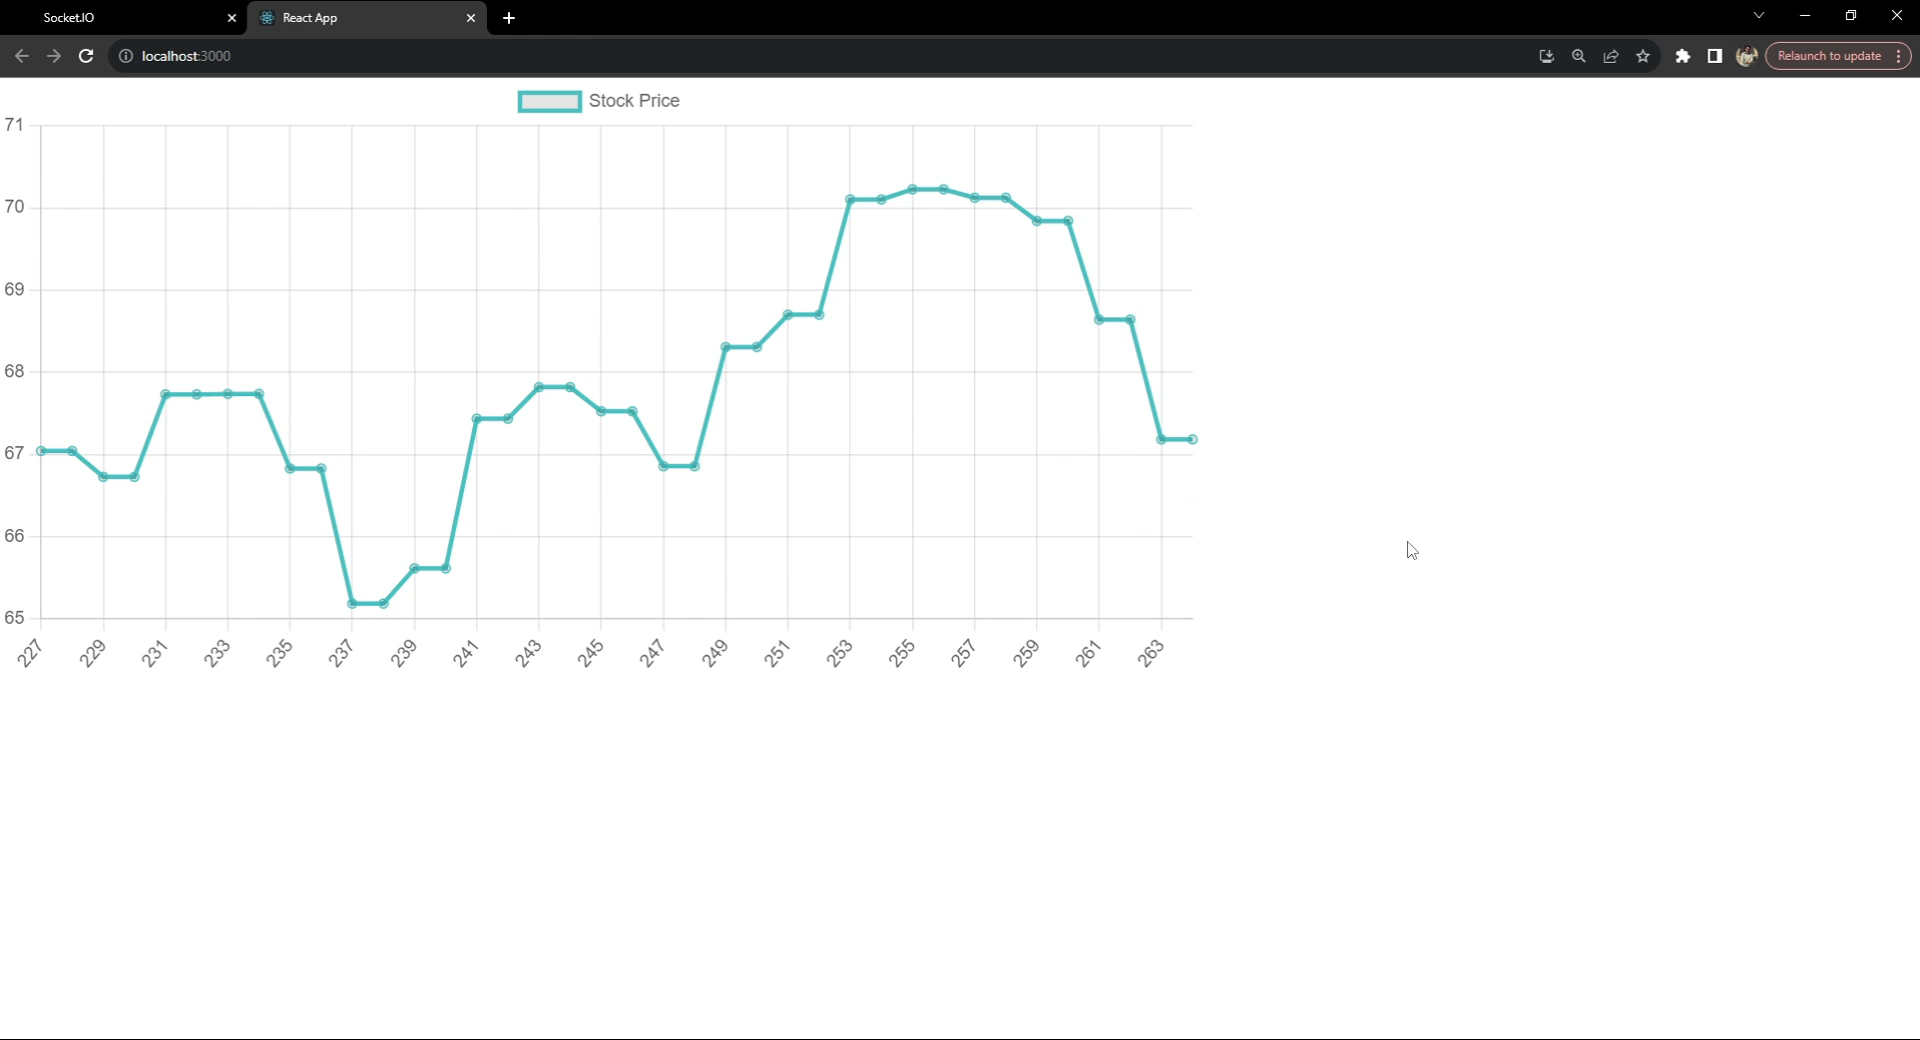 Socket.IO
React App
localhost:3000
Relaunch to update
Stock Price
71
70
69
68
67
66
65
227 229 231 233 235 237 239 241 243 245 247 249 251 253 255 257 259 261 263